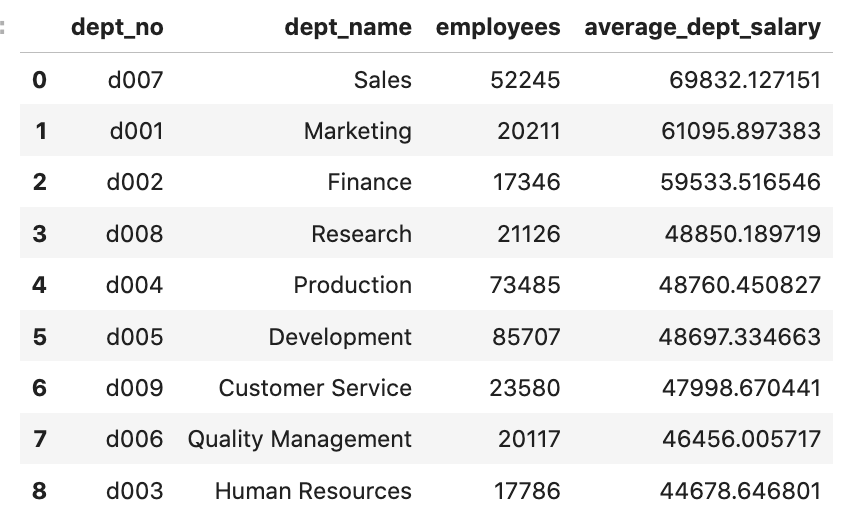 dept_no dept_name employees average_dept_salary
0 d007 Sales 52245 69832.127151
1 d001 Marketing 20211 61095.897383
2 d002 Finance 17346 59533.516546
3 d008 Research 21126 48850.189719
4 d004 Production 73485 48760.450827
5 d005 Development 85707 48697.334663
6 d009 Customer Service 23580 47998.670441
7 d006 Quality Management 20117 46456.005717
8 d003 Human Resources 17786 44678.646801